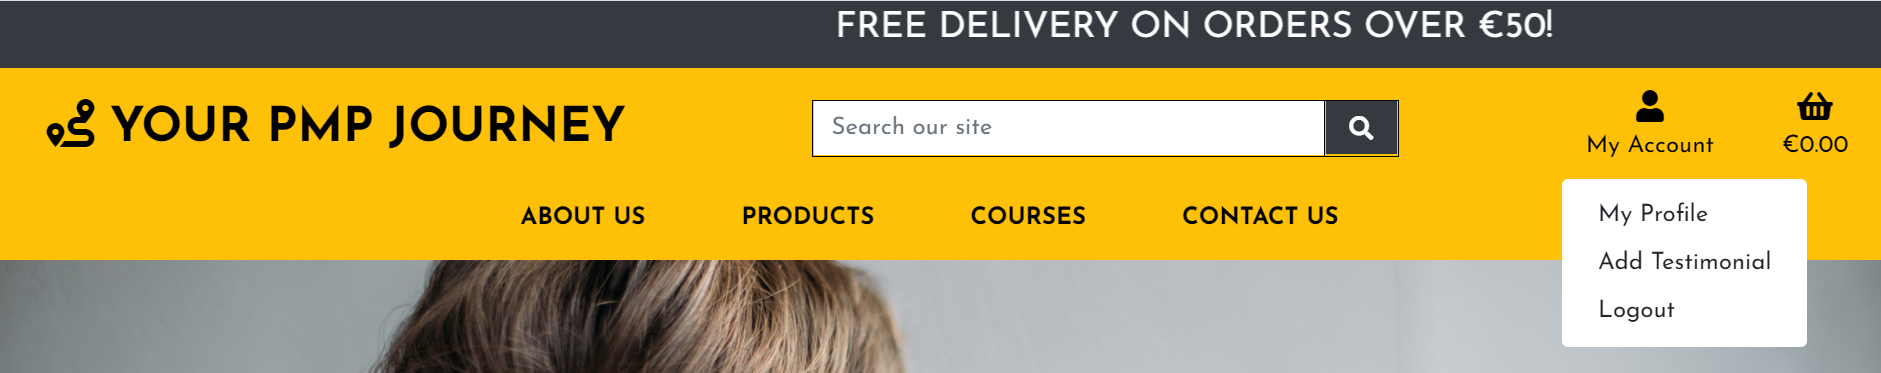 FREE DELIVERY ON ORDERS OVER €50!
YOUR PMP JOURNEY
Search our site
My Account
€0.00
ABOUT US
PRODUCTS
COURSES
CONTACT US
My Profile
Add Testimonial
Logout